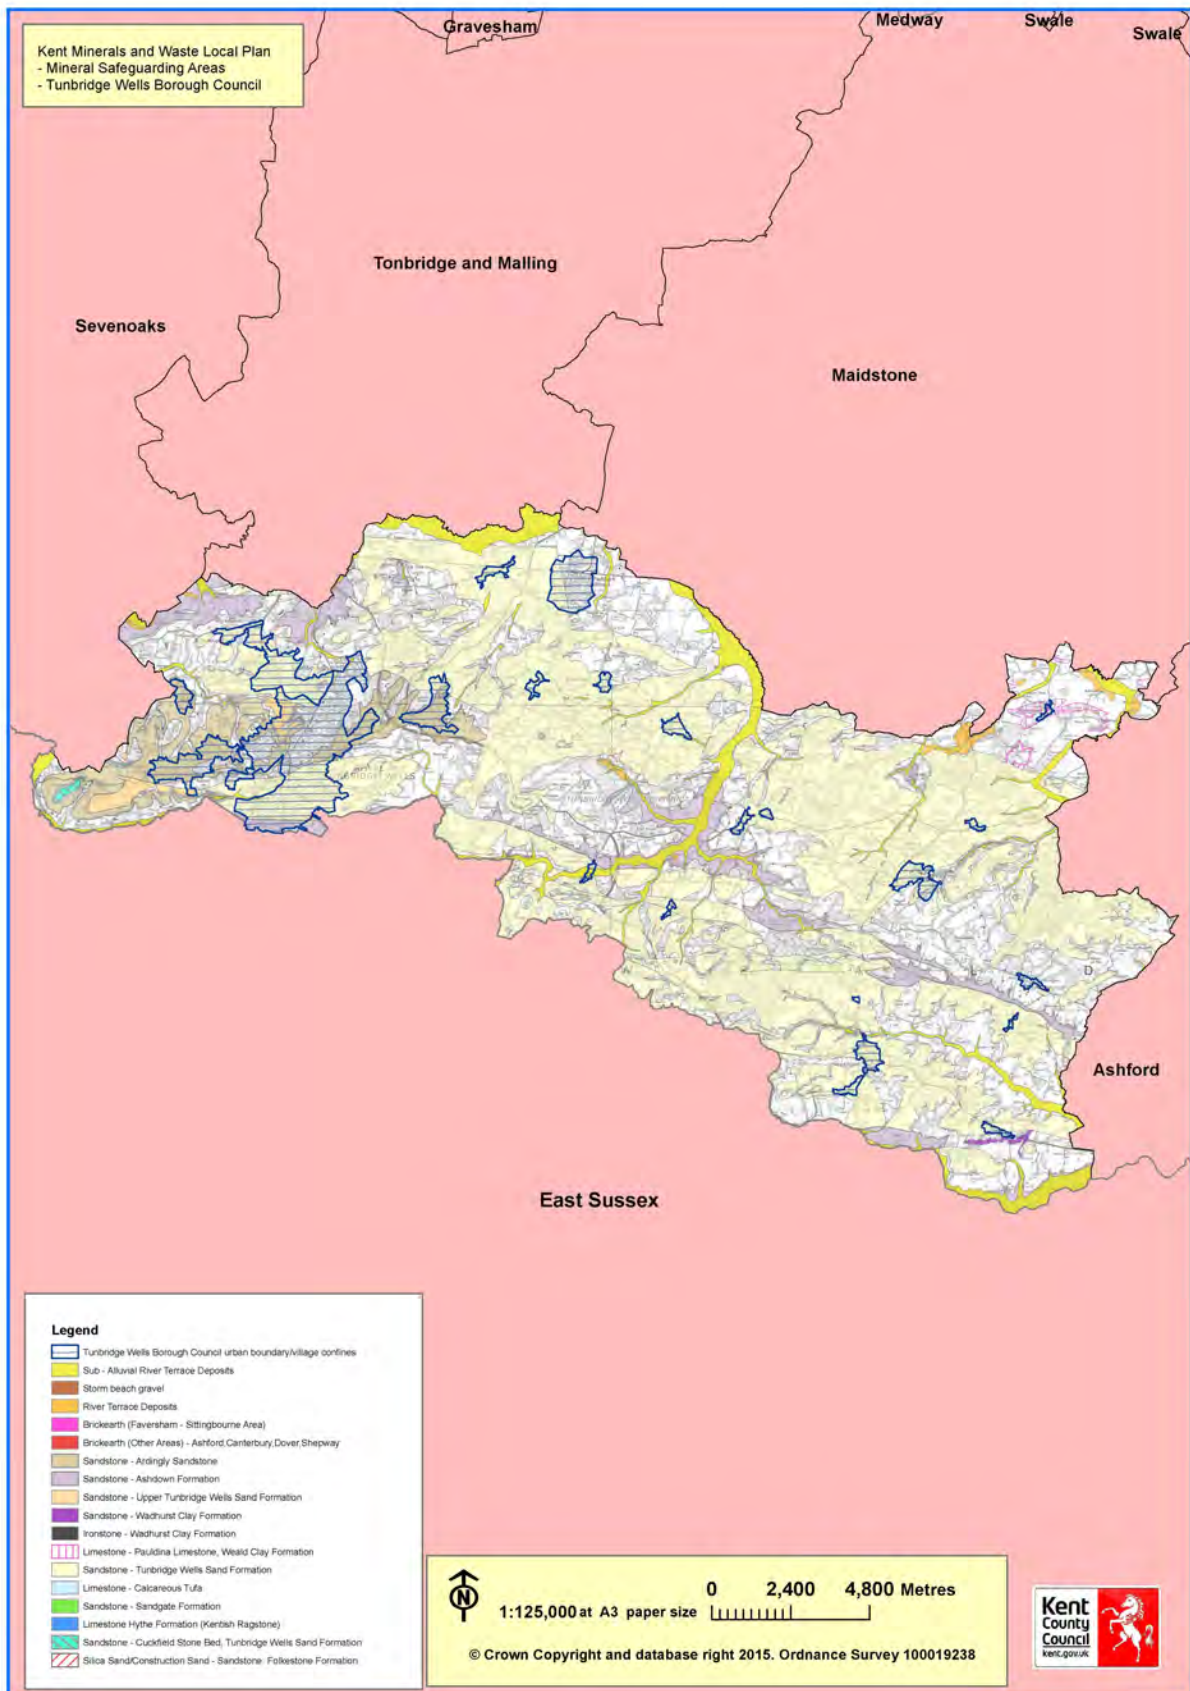 Kent Minerals and Waste Local Plan
- Mineral Safeguarding Areas
- Tunbridge Wells Borough Council
Gravesham
Medway
Swale
Swale
Tonbridge and Malling
Sevenoaks
Maidstone
Ashford
East Sussex
Legend
Tunbridge Wells Borough Council urban boundary/village confines
Sub - Alluvial River Terrace Deposits
Storm beach gravel
River Terrace Deposits
Brickearth (Faversham - Sittingbourne Area)
Brickearth (Other Areas) - Ashford,Canterbury,Dover,Shepway
Sandstone - Ardingly Sandstone
Sandstone - Ashdown Formation
Sandstone - Upper Tunbridge Wells Sand Formation
Sandstone - Wadhurst Clay Formation
Ironstone - Wadhurst Clay Formation
Limestone - Pauldina Limestone, Weald Clay Formation
Sandstone - Tunbridge Wells Sand Formation
Limestone - Calcareous Tufa
Sandstone - Sandgate Formation
Limestone Hythe Formation (Kentish Ragstone)
Sandstone - Cuckfield Stone Bed, Tunbridge Wells Sand Formation
Silica Sand/Construction Sand - Sandstone: Folkestone Formation
N
0 2,400 4,800 Metres
1:125,000 at A3 paper size
© Crown Copyright and database right 2015. Ordnance Survey 100019238
Kent
County
Council
kent.gov.uk